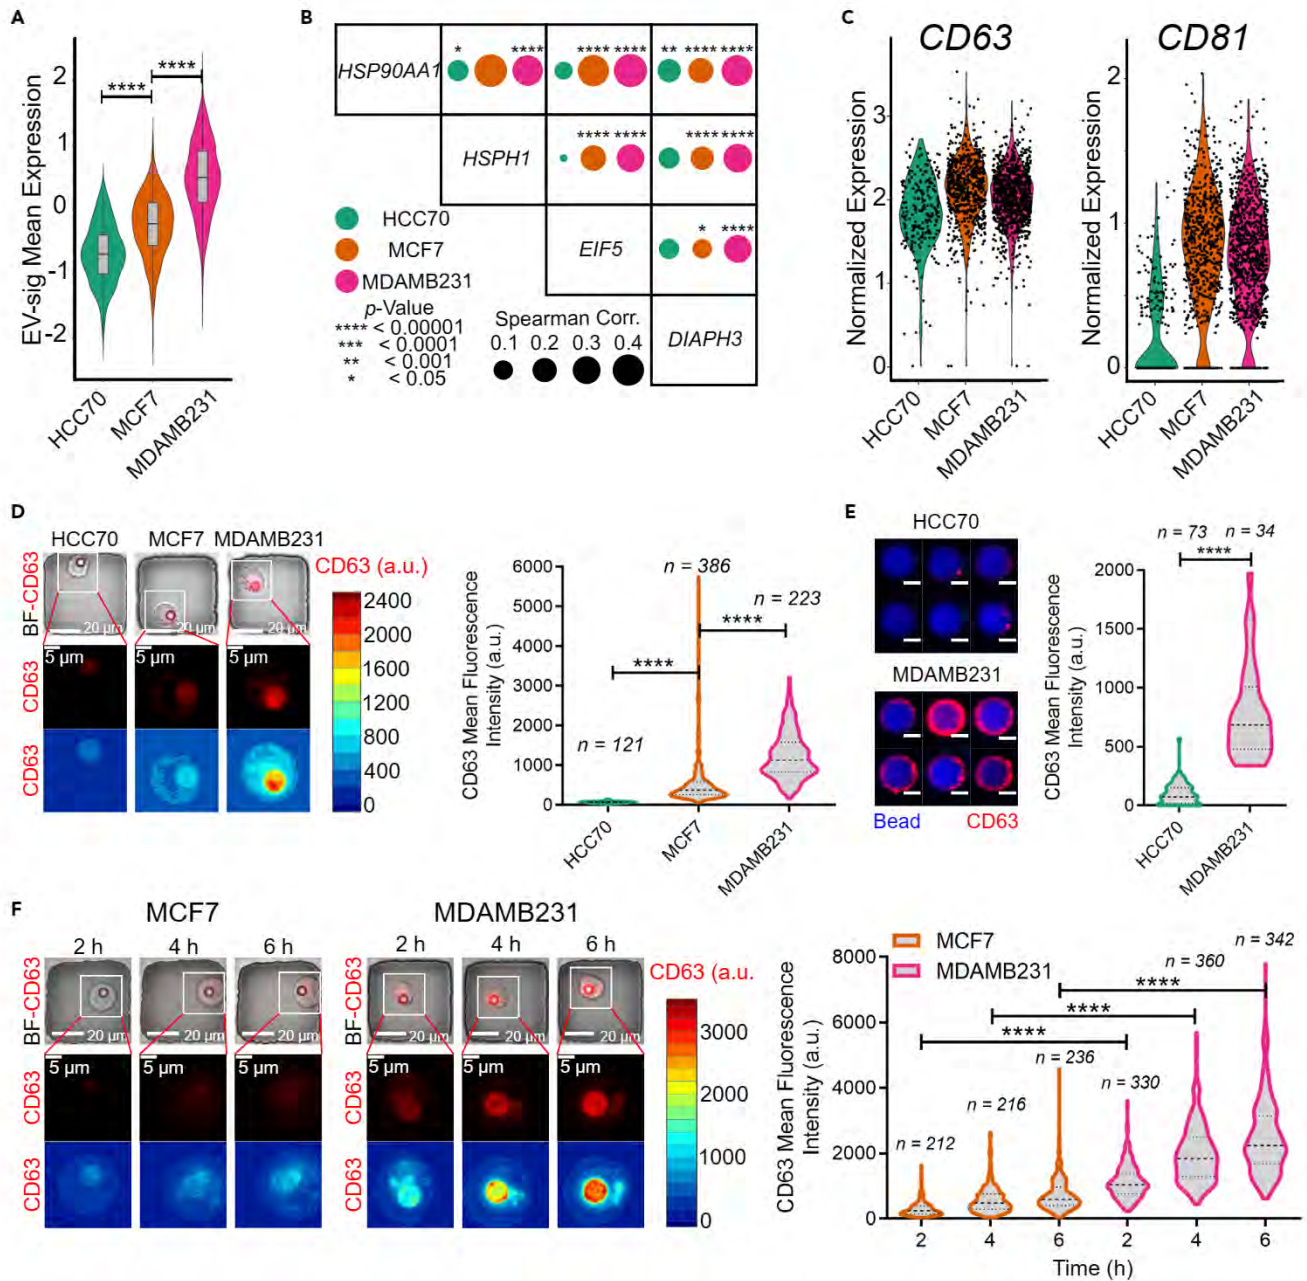 A
EV-sig Mean Expression
2
1
0
-1
-2
****
****
HCC70
MCF7
MDAMB231
B
HSP90AA1
*
****
**** ****
** **** ****
HSPH1
**** ****
**** ****
EIF5
* ****
DIAPH3
HCC70
MCF7
MDAMB231
p-Value
**** < 0.00001
*** < 0.0001
** < 0.001
* < 0.05
Spearman Corr.
0.1 0.2 0.3 0.4
C
CD63
Normalized Expression
3
2
1
0
HCC70
MCF7
MDAMB231
CD81
Normalized Expression
2
1
0
HCC70
MCF7
MDAMB231
D
HCC70 MCF7 MDAMB231
BF-CD63
20 µm 20 µm 20 µm
CD63
5 µm 5 µm 5 µm
CD63
CD63 (a.u.)
2400
2000
1600
1200
800
400
0
CD63 Mean Fluorescence
Intensity (a.u.)
6000
5000
4000
3000
2000
1000
0
n = 121
n = 386
n = 223
****
****
HCC70
MCF7
MDAMB231
E
HCC70
MDAMB231
Bead CD63
CD63 Mean Fluorescence
Intensity (a.u.)
2000
1500
1000
500
0
n = 73 n = 34
****
HCC70
MDAMB231
F
MCF7
2 h 4 h 6 h
MDAMB231
2 h 4 h 6 h
BF-CD63
20 µm 20 µm 20 µm
20 µm 20 µm 20 µm
CD63
5 µm 5 µm 5 µm
5 µm 5 µm 5 µm
CD63
CD63 (a.u.
3000
2000
1000
0
CD63 Mean Fluorescence
Intensity (a.u.)
8000
6000
4000
2000
0
MCF7
MDAMB231
n = 212
n = 216
n = 236
n = 330
n = 360
n = 342
****
****
****
2 4 6 2 4 6
Time (h)